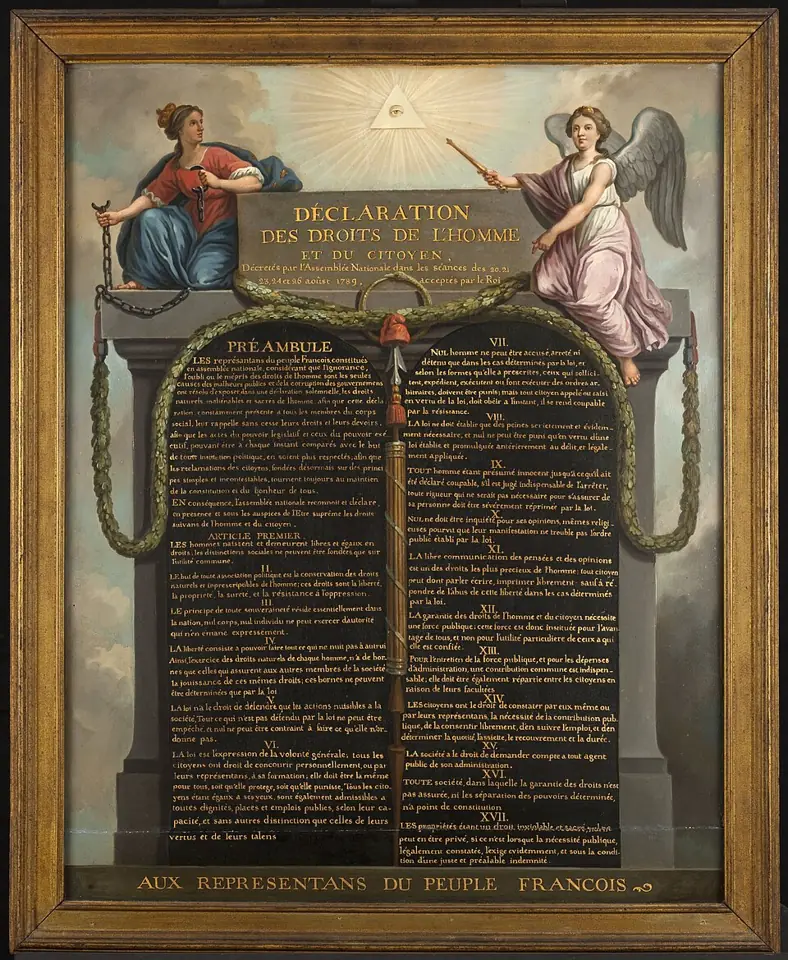 DÉCLARATION
DES DROITS DE L'HOMME
ET DU CITOYEN,
Décretés par l'Assemblée Nationale dans les séances des 20, 21
23, 24 et 26 août 1789, acceptés par le Roi
PRÉAMBULE
LES représentans du peuple François, constitués
en assemblée nationale, considérant que l'ignorance,
l'oubli ou le mépris des droits de l'homme sont les seules
causes des malheurs publics et de la corruption des gouvernemens
ont résolu d'exposer dans une déclaration solemnelle, les droits
naturels, inaliénables et sacrés de l'homme, afin que cette décla
ration, constamment présente a tous les membres du corps
social, leur rappelle sans cesse leurs droits et leurs devoirs,
afin que les actes du pouvoir législatif et ceux du pouvoir exé
cutif, pouvant être à chaque instant comparés avec le but
de toute institution politique, en soient plus respectés; afin que
les réclamations des citoyens, fondées désormais sur des principes
simples et incontestables, tournent toujours au maintien
de la constitution et du bonheur de tous.
EN conséquence, l'assemblée nationale reconnoit et déclare,
en presence et sous les auspices de l'Etre suprême les droits
suivans de l'homme et du citoyen.
ARTICLE PREMIER.
LES hommes naissent et demeurent libres et égaux en
droits, les distinctions sociales ne peuvent être fondées que sur
l'utilité commune.
II.
LE but de toute association politique est la conservation des droits
naturels et inprescriptibles de l'homme; ces droits sont la liberté,
la propriété, la sureté, et la résistance à l'oppression.
III.
LE principe de toute souveraineté réside essentiellement dans
la nation, nul corps, nul individu ne peut exercer d'autorité
qui n'en émane expressément.
IV.
LA liberté consiste a pouvoir faire tout ce qui ne nuit pas à autrui
Ainsi, l'exercice des droits naturels de chaque homme, n'a de bor
nes que celles qui assurent aux autres membres de la société
la jouissance de ces mêmes droits; ces bornes ne peuvent
être déterminées que par la loi
V.
LA loi n'a le droit de défendre que les actions nuisibles a la
société, Tout ce qui n'est pas défendu par la loi ne peut être
empêché, et nul ne peut être contraint à faire ce qu'elle n'or-
donne pas.
VI.
LA loi est l'expression de la volonté générale; tous les
citoyens ont droit de concourir personnellement, ou par
leurs représentans, à sa formation; elle doit être la même
pour tous, soit qu'elle protege, soit qu'elle punisse, Tous les cito
yens étant égaux a ses yeux, sont également admissibles a
toutes dignités, places et emplois publics, selon leur ca-
pacité, et sans autres distinction que celles de leurs
vertus et de leurs talens
VII.
NUL homme ne peut être accusé, arreté ni
détenu que dans les cas déterminés par la loi, et
selon les formes qu'elle a prescrites, ceux qui sollici-
tent, expédient, exécutent ou font exécuter des ordres ar-
bitraires, doivent être punis; mais tout citoyen appelé ou saisi
en vertu de la loi, doit obéir a l'instant, il se rend coupable
par la résistance.
VIII.
LA loi ne doit établir que des peines strictement et évidem-
ment nécessaire, et nul ne peut être puni qu'en vertu d'une
loi établie et promulguée antérierement au délit, et légale-
ment appliquée.
IX.
TOUT homme étant présumé innocent jusqu'a ce qu'il ait
été déclaré coupable, s'il est jugé indispensable de l'arrêter,
toute rigueur qui ne serait pas nécessaire pour s'assurer de
sa personne doit être sévèrement réprimée par la loi.
X.
NUL ne doit être inquiété pour ses opinions, mêmes religi
euses pourvu que leur manifestation ne trouble pas l'ordre
public établi par la loi.
XI.
LA libre communication des pensées et des opinions
est un des droits les plus precieux de l'homme; tout citoyen
peut donc parler écrire, imprimer librement: sauf à ré-
pondre de l'abus de cette liberté dans les cas déterminés
par la loi.
XII.
LA garantie des droits de l'homme et du citoyen nécessite
une force publique: cette force est donc instituée pour l'avan-
tage de tous, et non pour l'utilité particuliere de ceux a qui
elle est confiée.
XIII.
Pour l'entretien de la force publique, et pour les dépenses
d'administration, une contribution commune est indispen-
sable; elle doit être également répartie entre les citoyens en
raison de leurs facultées
XIV.
LES citoyens ont le droit de constater par eux même ou
par leurs représentans, la nécessité de la contribution pub-
lique, de la consentir librement, d'en suivre l'emploi, et d'en
déterminer la quotité, l'assiette, le recouvrement et la durée.
XV.
LA société a le droit de demander compte a tout agent
public de son administration.
XVI.
TOUTE société, dans laquelle la garantie des droits n'est
pas assurée, ni les séparation des pouvoirs déterminée,
n'a point de constitution
XVII.
LES propriétés étant un droit inviolable et sacré, nul ne
peut en être privé, si ce n'est lorsque la nécessité publique,
légalement constatée, l'exige evidemment, et sous la condi-
tion d'une juste et préalable indemnité.
AUX REPRESENTANS DU PEUPLE FRANCOIS